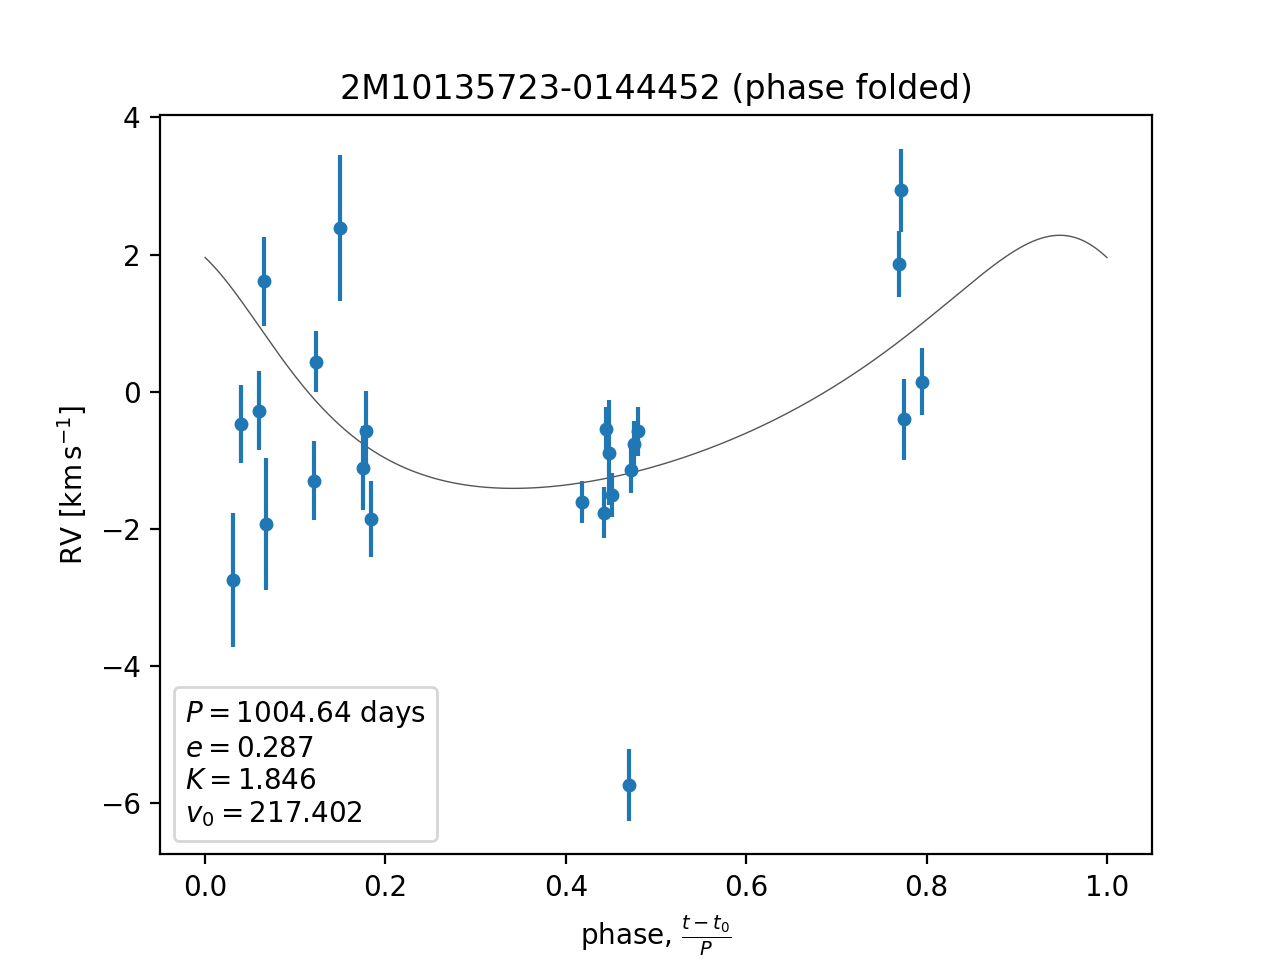 2M10135723-0144452 (phase folded)
4
2
0
−2
−4
−6
RV [km s⁻¹]
P = 1004.64 days
e = 0.287
K = 1.846
v₀ = 217.402
0.0 0.2 0.4 0.6 0.8 1.0
phase, (t − t₀)/P